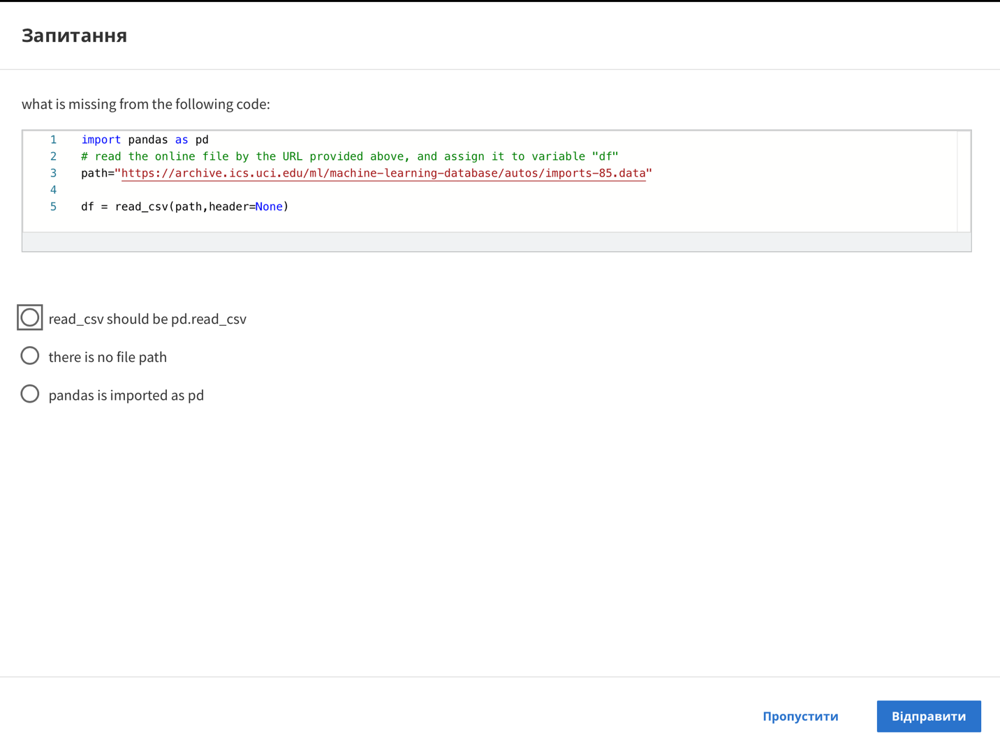 Запитання
what is missing from the following code:
1 import pandas as pd
2 # read the online file by the URL provided above, and assign it to variable "df"
3 path="https://archive.ics.uci.edu/ml/machine-learning-database/autos/imports-85.data"
4
5 df = read_csv(path,header=None)
read_csv should be pd.read_csv
there is no file path
pandas is imported as pd
Пропустити
Відправити